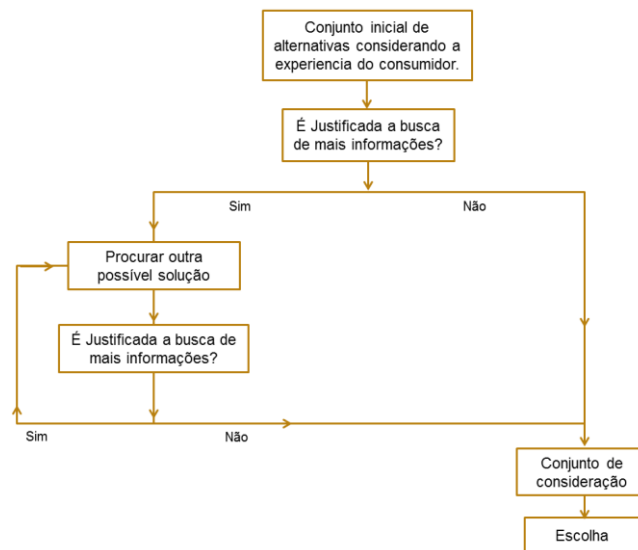 Conjunto inicial de
alternativas considerando a
experiencia do consumidor.
É Justificada a busca
de mais informações?
Sim
Não
Procurar outra
possível solução
É Justificada a busca de
mais informações?
Sim
Não
Conjunto de
consideração
Escolha